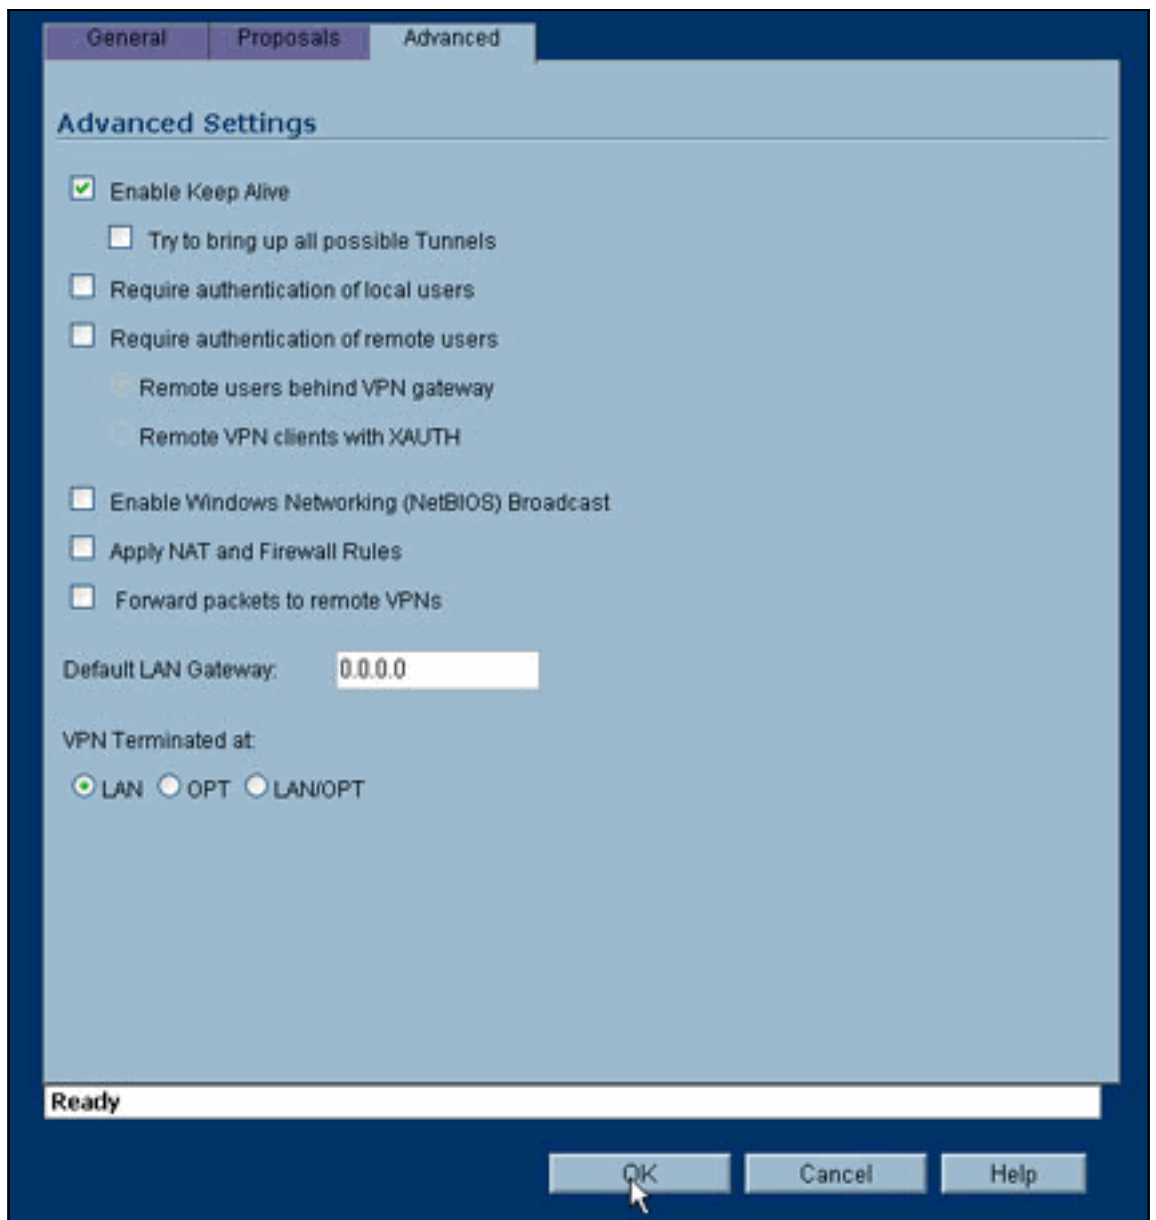 General Proposals Advanced
Advanced Settings
Enable Keep Alive
Try to bring up all possible Tunnels
Require authentication of local users
Require authentication of remote users
Remote users behind VPN gateway
Remote VPN clients with XAUTH
Enable Windows Networking (NetBIOS) Broadcast
Apply NAT and Firewall Rules
Forward packets to remote VPNs
Default LAN Gateway: 0.0.0.0
VPN Terminated at:
LAN OPT LAN/OPT
Ready
OK Cancel Help